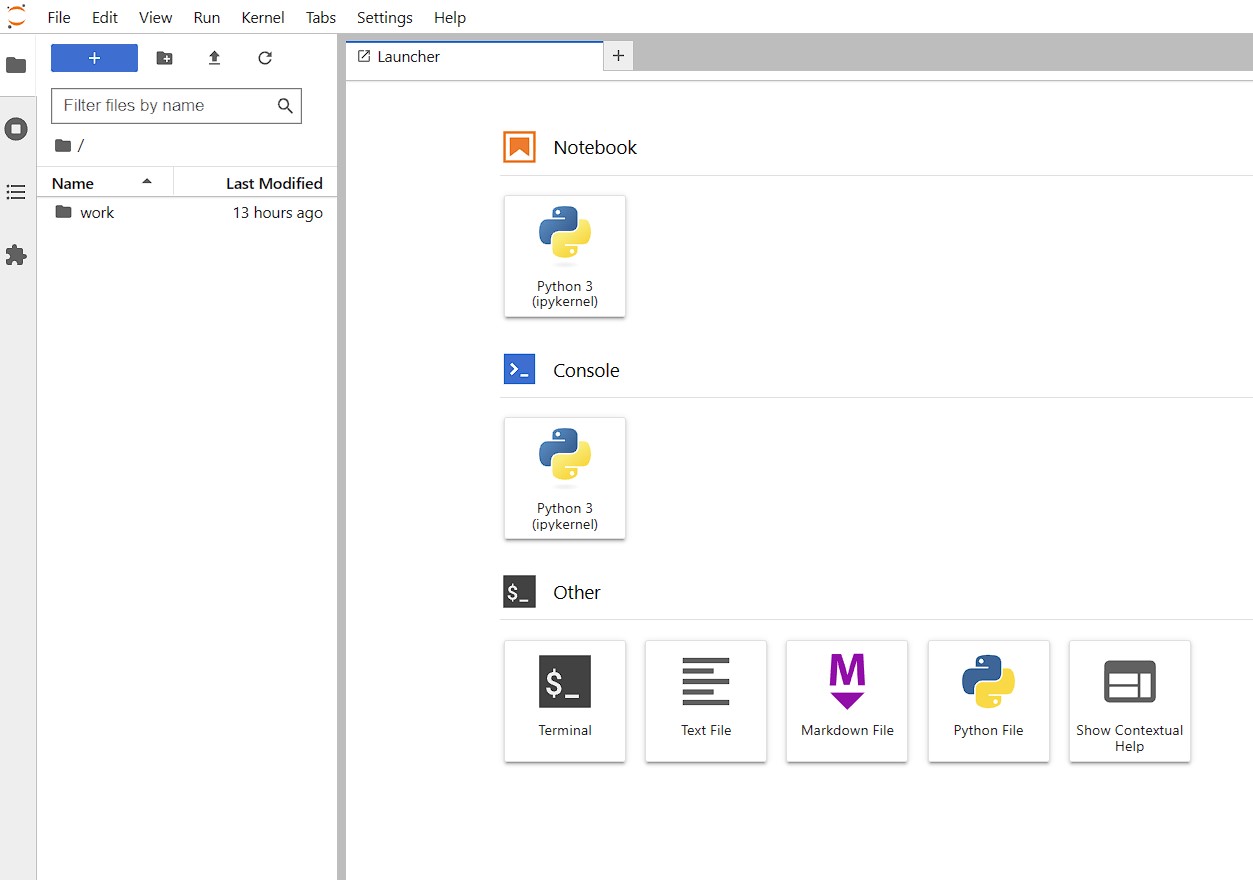 File Edit View Run Kernel Tabs Settings Help
+
Launcher
+
Filter files by name
/
Name Last Modified
work 13 hours ago
Notebook
Python 3
(ipykernel)
Console
Python 3
(ipykernel)
$_ Other
$_
M
Terminal
Text File
Markdown File
Python File
Show Contextual
Help